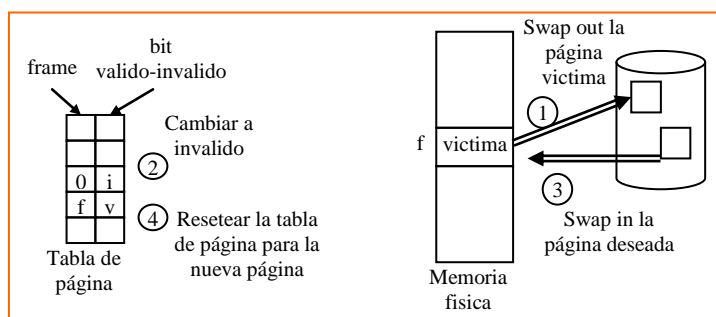 frame
bit
valido-invalido
0 i
f v
Cambiar a
invalido
2
4
Resetear la tabla
de página para la
nueva página
Tabla de
página
Swap out la
página
victima
1
f
victima
3
Swap in la
página deseada
Memoria
fisica